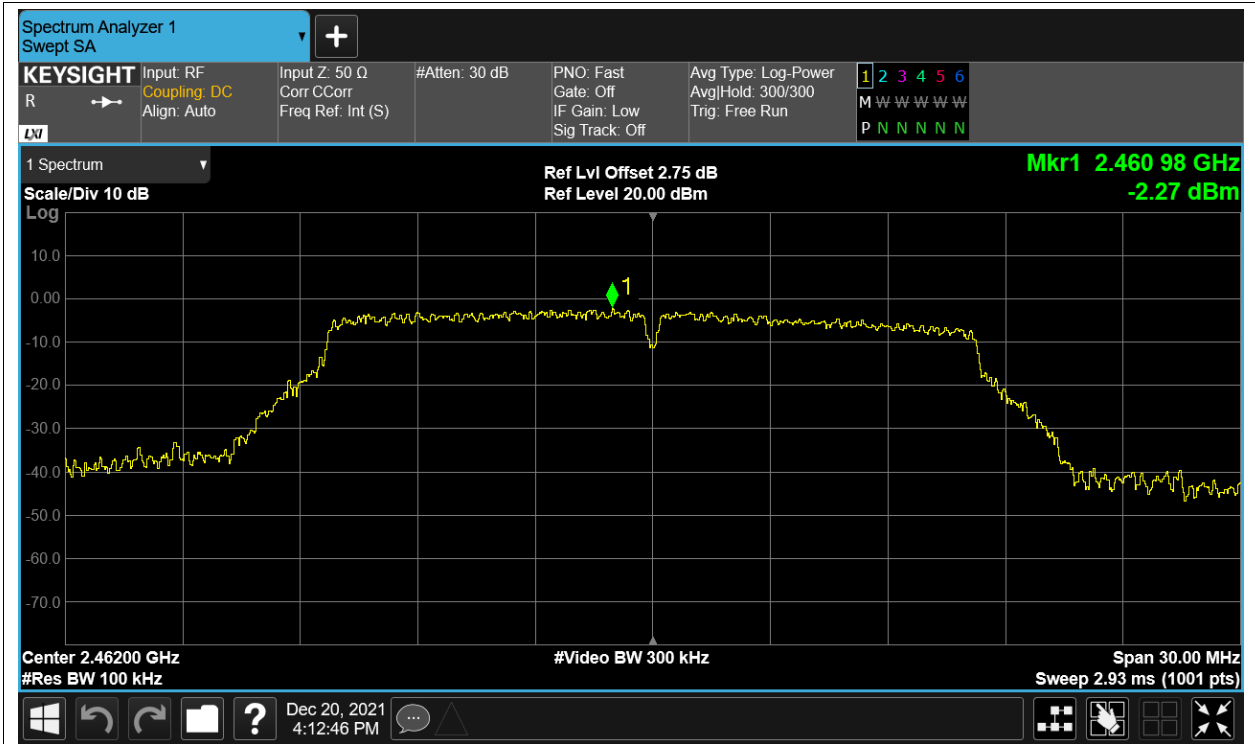 Spectrum Analyzer 1
Swept SA
+
KEYSIGHT
R
LXI
Input: RF
Coupling: DC
Align: Auto
Input Z: 50 Ω
Corr CCorr
Freq Ref: Int (S)
#Atten: 30 dB
PNO: Fast
Gate: Off
IF Gain: Low
Sig Track: Off
Avg Type: Log-Power
Avg|Hold: 300/300
Trig: Free Run
1 2 3 4 5 6
M W W W W W
P N N N N N
1 Spectrum
Scale/Div 10 dB
Ref Lvl Offset 2.75 dB
Ref Level 20.00 dBm
Mkr1 2.460 98 GHz
-2.27 dBm
Log
10.0
0.00
-10.0
-20.0
-30.0
-40.0
-50.0
-60.0
-70.0
1
Center 2.46200 GHz
#Res BW 100 kHz
#Video BW 300 kHz
Span 30.00 MHz
Sweep 2.93 ms (1001 pts)
?
Dec 20, 2021
4:12:46 PM